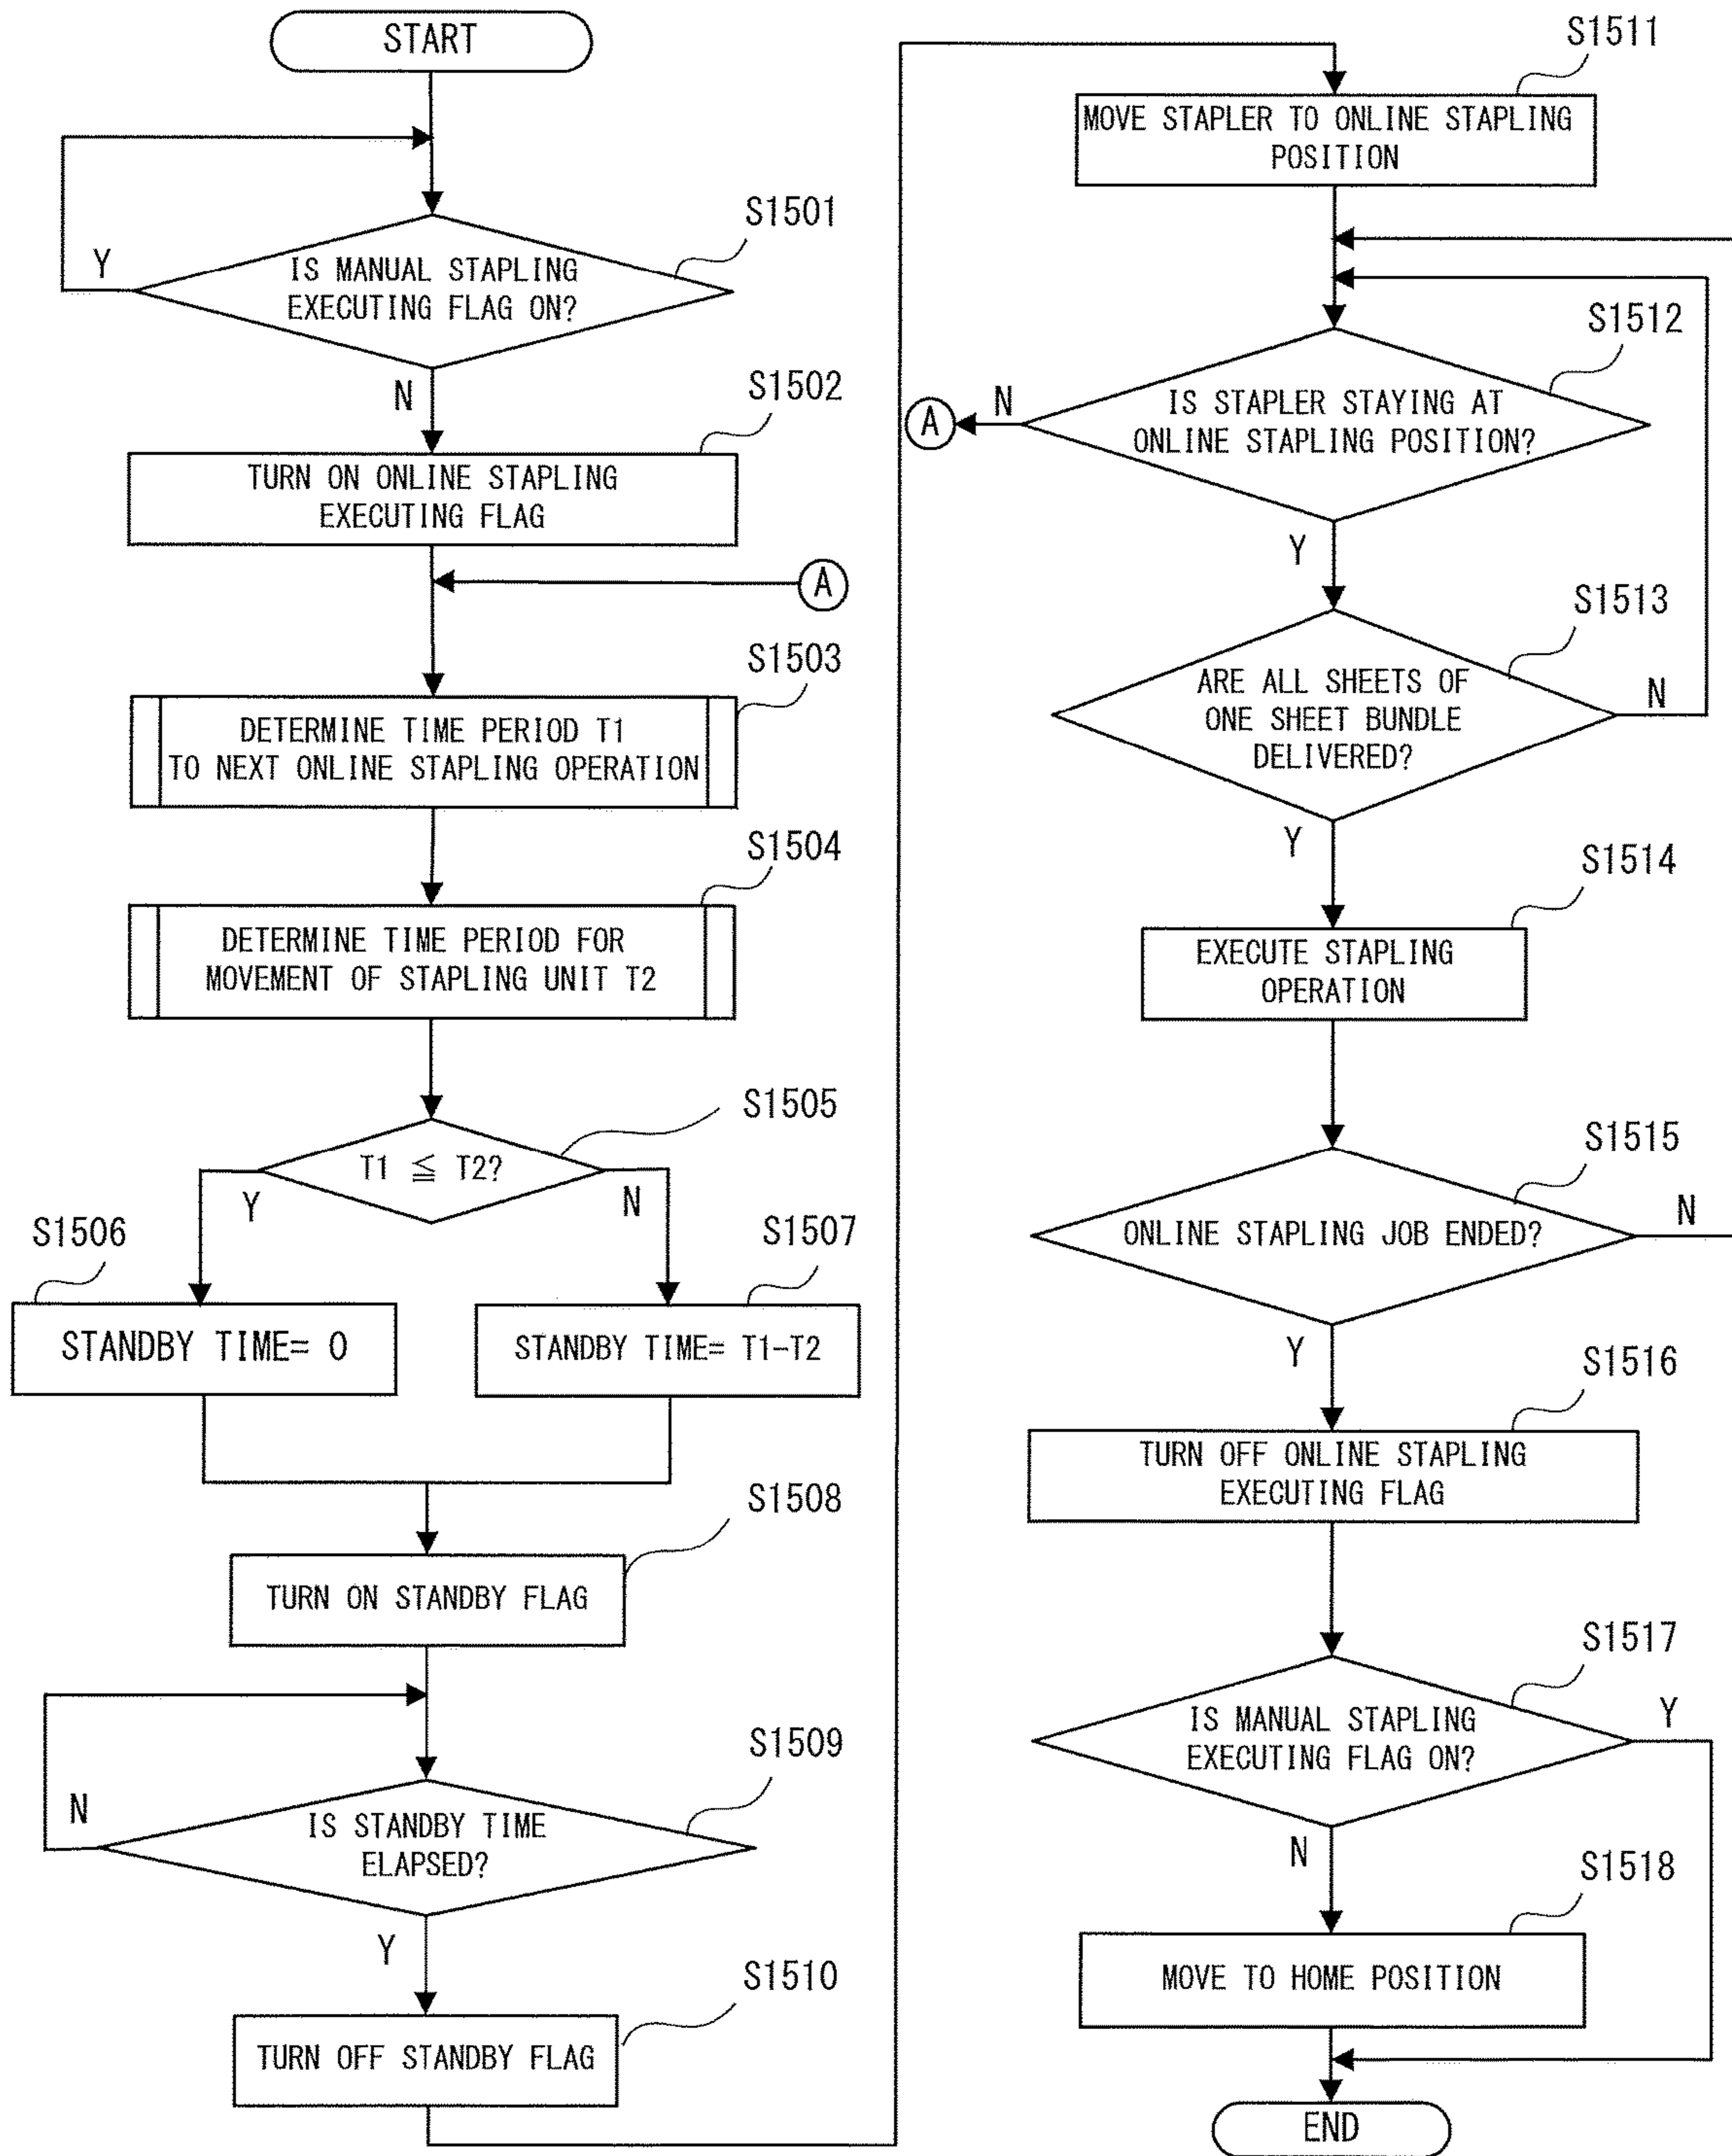 START
S1501
Y
IS MANUAL STAPLING
EXECUTING FLAG ON?
N
S1502
TURN ON ONLINE STAPLING
EXECUTING FLAG
A
S1503
DETERMINE TIME PERIOD T1
TO NEXT ONLINE STAPLING OPERATION
S1504
DETERMINE TIME PERIOD FOR
MOVEMENT OF STAPLING UNIT T2
S1505
T1 ≦ T2?
Y
N
S1506
STANDBY TIME= 0
S1507
STANDBY TIME= T1-T2
S1508
TURN ON STANDBY FLAG
S1509
N
IS STANDBY TIME
ELAPSED?
Y
S1510
TURN OFF STANDBY FLAG
S1511
MOVE STAPLER TO ONLINE STAPLING
POSITION
S1512
A
N
IS STAPLER STAYING AT
ONLINE STAPLING POSITION?
Y
S1513
ARE ALL SHEETS OF
ONE SHEET BUNDLE
DELIVERED?
N
Y
S1514
EXECUTE STAPLING
OPERATION
S1515
ONLINE STAPLING JOB ENDED?
N
Y
S1516
TURN OFF ONLINE STAPLING
EXECUTING FLAG
S1517
IS MANUAL STAPLING
EXECUTING FLAG ON?
Y
N
S1518
MOVE TO HOME POSITION
END